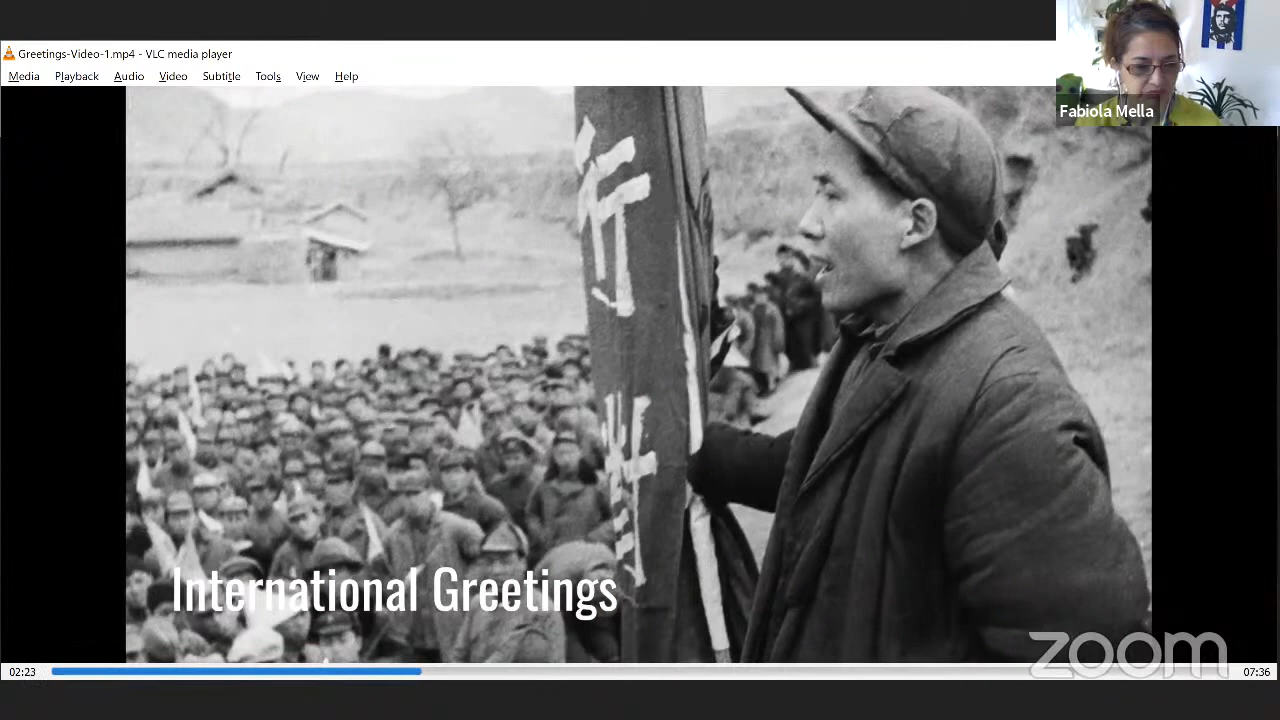 Greetings-Video-1.mp4 - VLC media player
Media Playback Audio Video Subtitle Tools View Help
Fabiola Mella
行
International Greetings
zoom
02:23
07:36